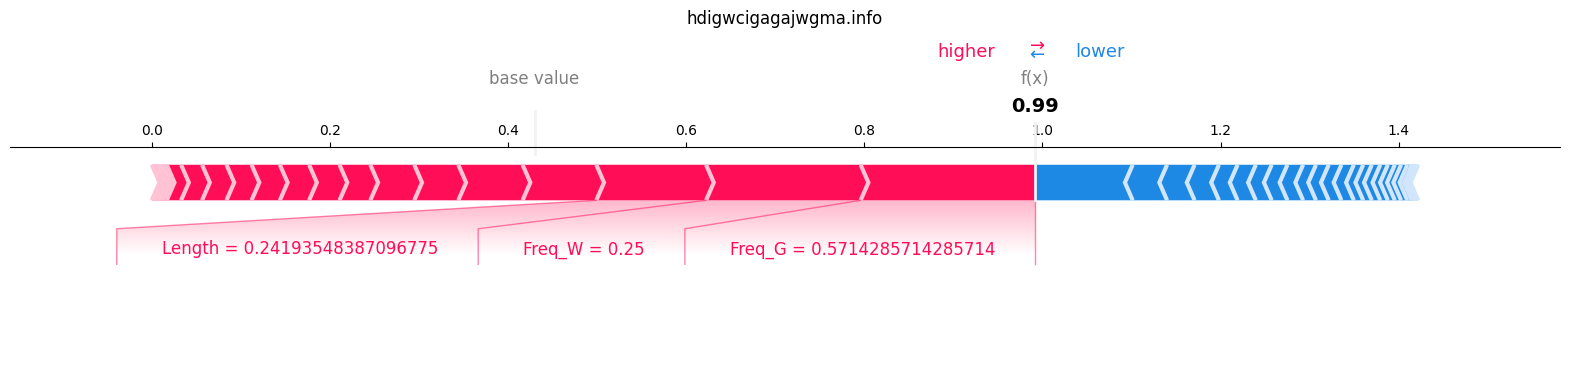 hdigwcigagajwgma.info
higher ⇄ lower
base value f(x)
0.99
0.0 0.2 0.4 0.6 0.8 1.0 1.2 1.4
Length = 0.24193548387096775 Freq_W = 0.25 Freq_G = 0.5714285714285714